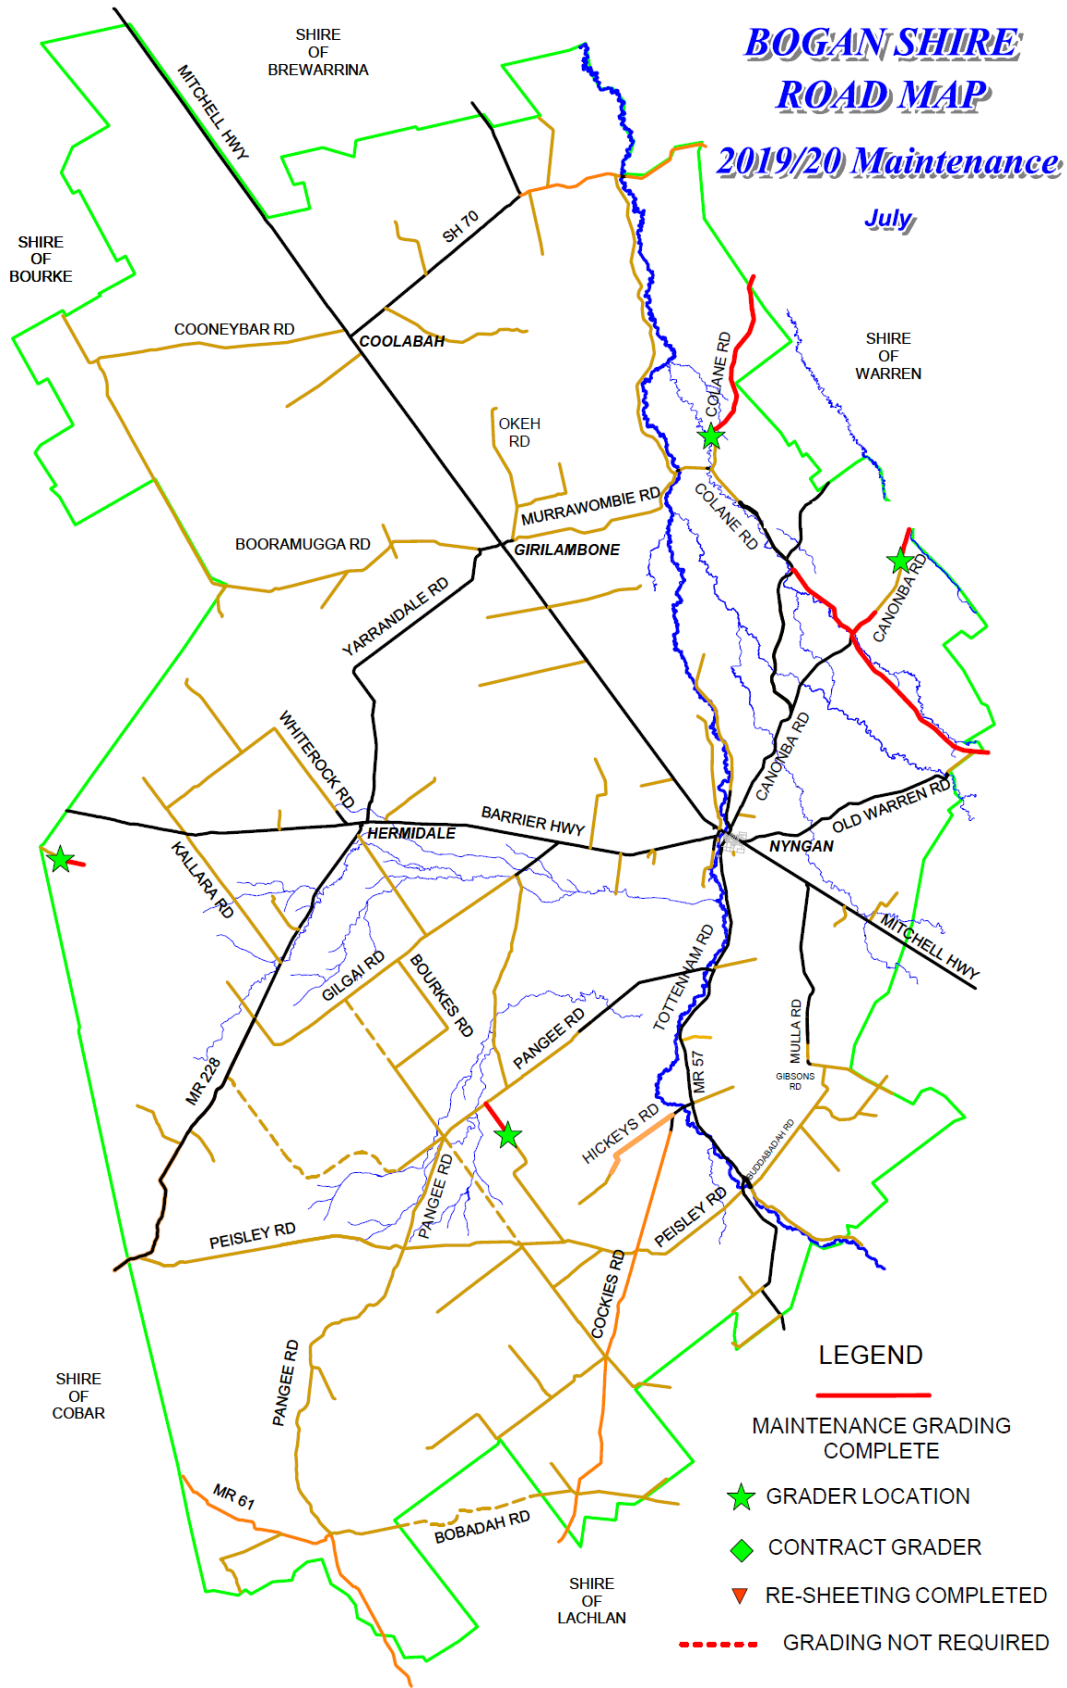 BOGAN SHIRE
ROAD MAP
2019/20 Maintenance
July
SHIRE
OF
BREWARRINA
MITCHELL HWY
SH 70
SHIRE
OF
BOURKE
COONEYBAR RD
COOLABAH
SHIRE
OF
WARREN
COLANE RD
OKEH
RD
MURRAWOMBIE RD
COLANE RD
BOORAMUGGA RD
GIRILAMBONE
CANONBA RD
YARRANDALE RD
WHITEROCK RD
CANONBA RD
BARRIER HWY
HERMIDALE
OLD WARREN RD
NYNGAN
KALLARA RD
MITCHELL HWY
GILGAI RD
BOURKES RD
TOTTENHAM RD
PANGEE RD
MULLA RD
MR 228
MR 57
GIBSONS
RD
HICKEYS RD
BUDDABADAH RD
PANGEE RD
PEISLEY RD
PEISLEY RD
COCKIES RD
PANGEE RD
SHIRE
OF
COBAR
MR 61
BOBADAH RD
SHIRE
OF
LACHLAN
LEGEND
MAINTENANCE GRADING
COMPLETE
GRADER LOCATION
CONTRACT GRADER
RE-SHEETING COMPLETED
GRADING NOT REQUIRED